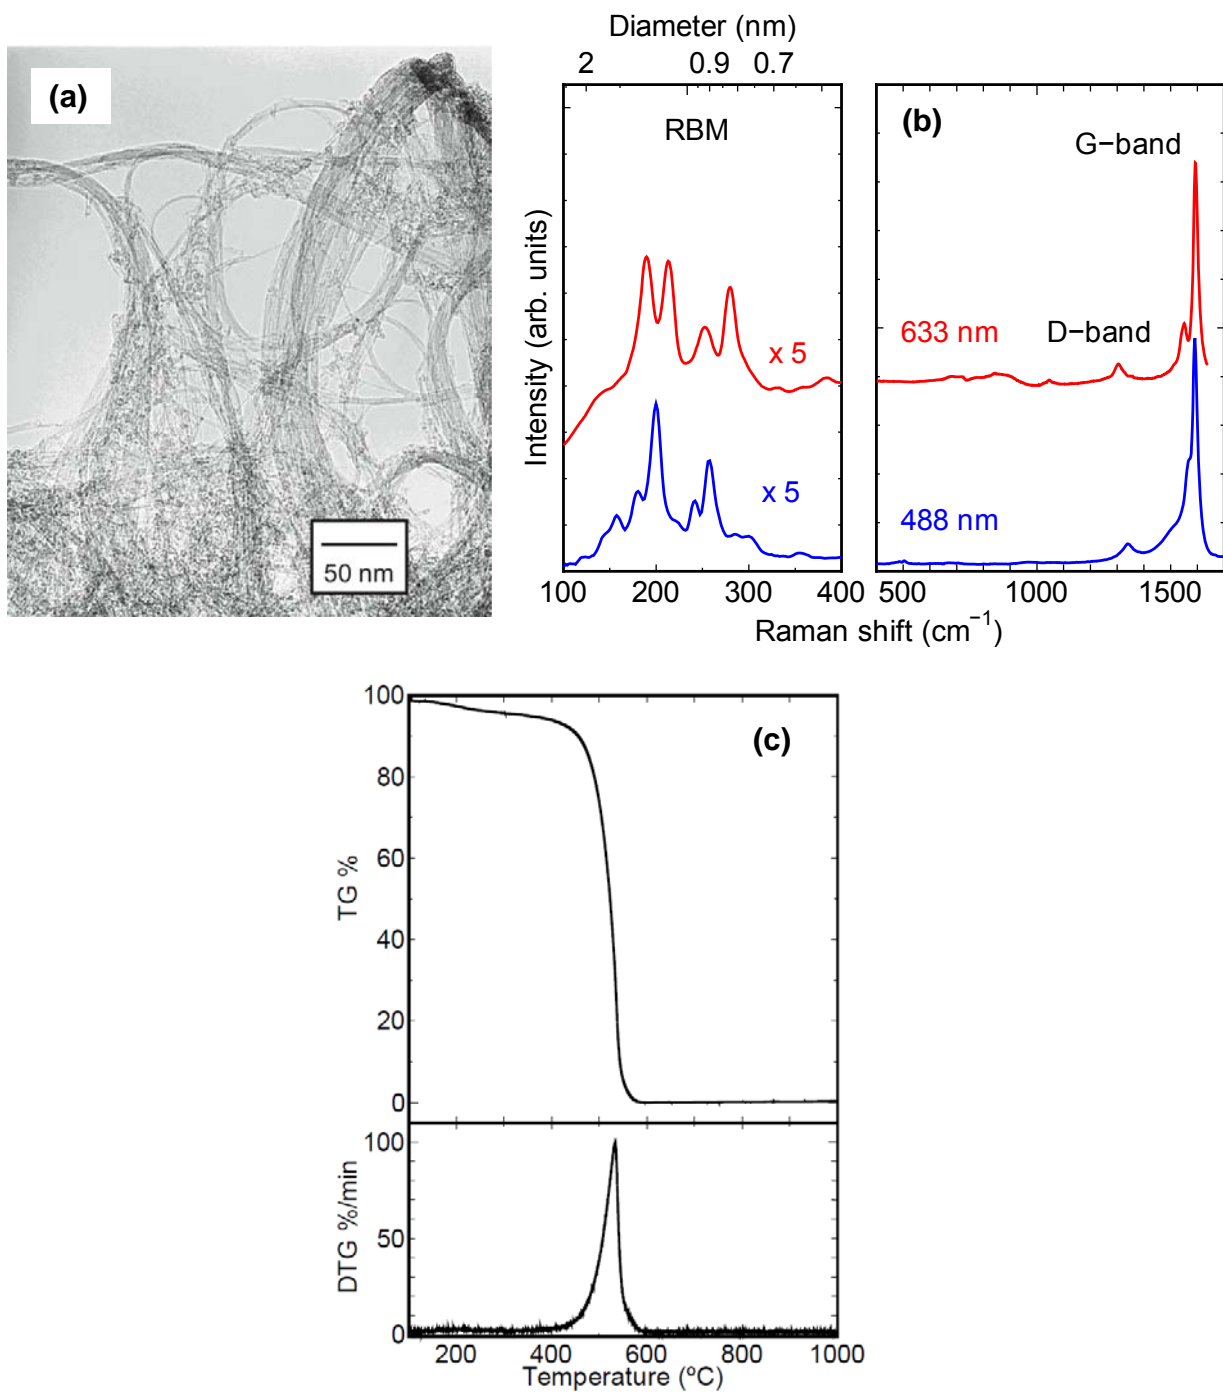 (a)
50 nm
Diameter (nm)
2 0.9 0.7
RBM
(b)
G−band
D−band
633 nm
488 nm
x 5
x 5
Intensity (arb. units)
100 200 300 400
500 1000 1500
Raman shift (cm⁻¹)
(c)
100
80
60
40
20
0
TG %
100
50
0
DTG %/min
200 400 600 800 1000
Temperature (ºC)